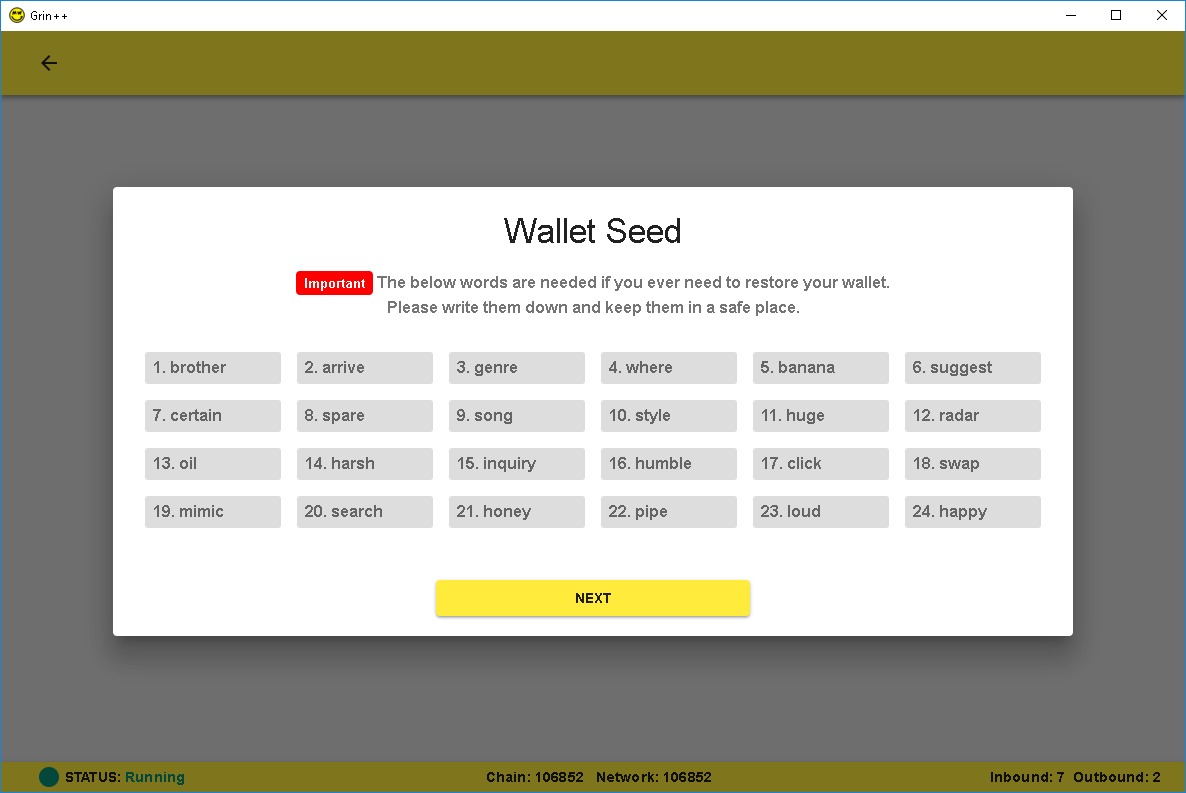 Grin++
Wallet Seed
Important The below words are needed if you ever need to restore your wallet.
Please write them down and keep them in a safe place.
1. brother 2. arrive 3. genre 4. where 5. banana 6. suggest
7. certain 8. spare 9. song 10. style 11. huge 12. radar
13. oil 14. harsh 15. inquiry 16. humble 17. click 18. swap
19. mimic 20. search 21. honey 22. pipe 23. loud 24. happy
NEXT
STATUS: Running Chain: 106852 Network: 106852 Inbound: 7 Outbound: 2